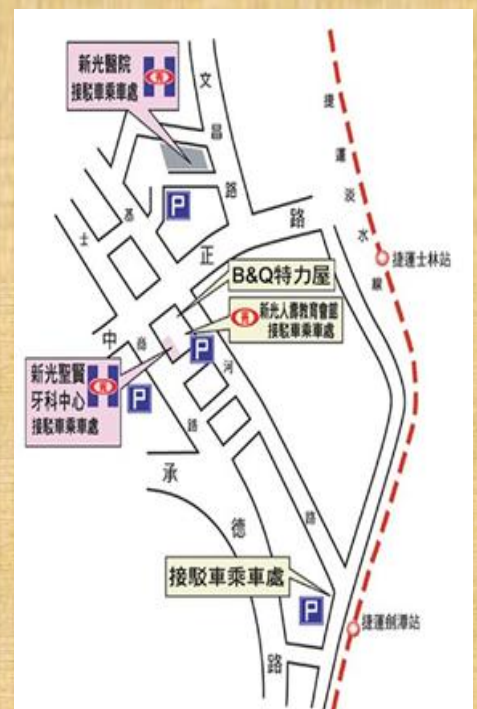 新光醫院
接駁車乘車處
文昌路
捷運淡水線
士
基
中正路
捷運士林站
B&Q特力屋
新光人壽教育會館
接駁車乘車處
新光聖賢
牙科中心
接駁車乘車處
商
路
河
路
承德路
接駁車乘車處
捷運劍潭站
P
P
P
P